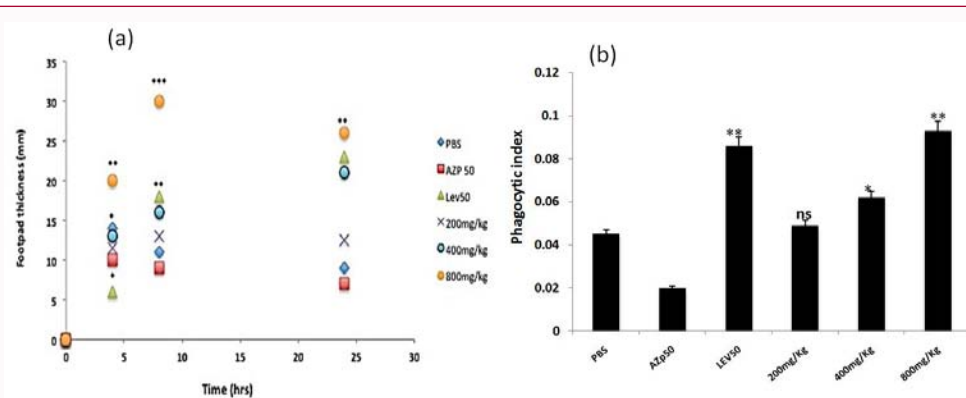 (a)
Footpad thickness (mm)
35
30
25
20
15
10
5
0
***
**
**
**
*
*
0
5
10
15
20
25
30
Time (hrs)
PBS
AZP 50
Lev50
200mg/kg
400mg/kg
800mg/kg
(b)
Phagocytic index
0.12
0.1
0.08
0.06
0.04
0.02
0
**
ns
*
**
PBS
AZp50
LEV50
200mg/Kg
400mg/Kg
800mg/Kg